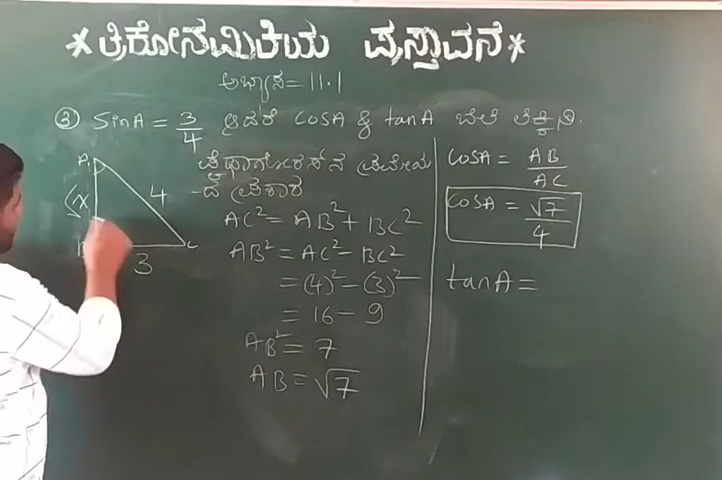 *ತ್ರಿಕೋನಮಿತಿಯ ಪ್ರಸ್ತಾವನೆ*
ಅಭ್ಯಾಸ = 11.1
③ SinA = 3/4 ಆದರೆ CosA & tanA ಬೆಲೆ ಲೆಕ್ಕಿಸಿ.
A
4
3
C
ಪೈಥಾಗೋರಸ್‌ನ ಪ್ರಮೇಯ
-ದ ಪ್ರಕಾರ
AC² = AB² + BC²
AB² = AC² - BC²
= (4)² - (3)²
= 16 - 9
AB² = 7
AB = √7
CosA = AB/AC
CosA = √7/4
tanA =